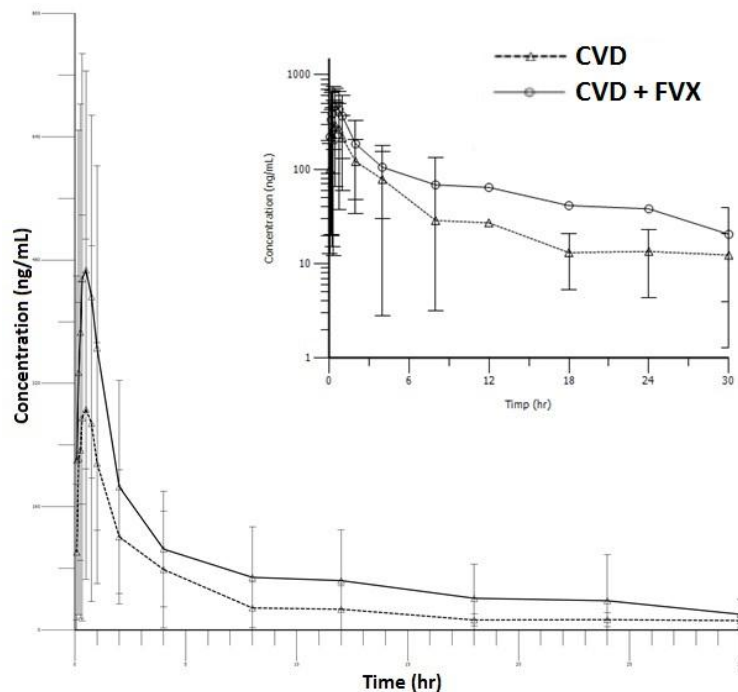 CVD
CVD + FVX
1000
100
10
1
Concentration (ng/mL)
0 6 12 18 24 30
Timp (hr)
Concentration (ng/mL)
Time (hr)